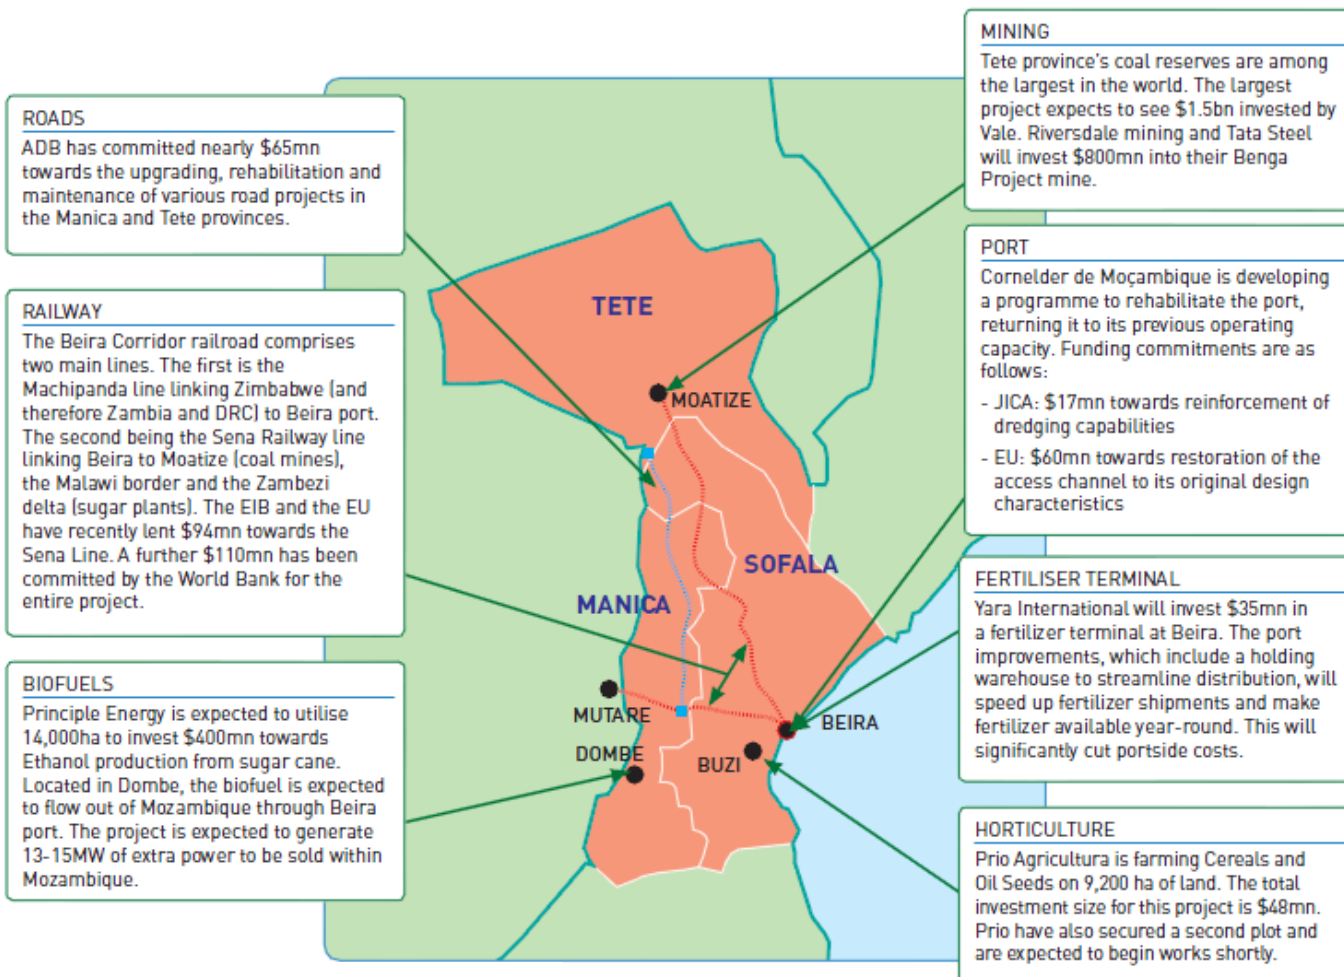 ROADS
ADB has committed nearly $65mn
towards the upgrading, rehabilitation and
maintenance of various road projects in
the Manica and Tete provinces.
RAILWAY
The Beira Corridor railroad comprises
two main lines. The first is the
Machipanda line linking Zimbabwe (and
therefore Zambia and DRC) to Beira port.
The second being the Sena Railway line
linking Beira to Moatize (coal mines),
the Malawi border and the Zambezi
delta (sugar plants). The EIB and the EU
have recently lent $94mn towards the
Sena Line. A further $110mn has been
committed by the World Bank for the
entire project.
BIOFUELS
Principle Energy is expected to utilise
14,000ha to invest $400mn towards
Ethanol production from sugar cane.
Located in Dombe, the biofuel is expected
to flow out of Mozambique through Beira
port. The project is expected to generate
13-15MW of extra power to be sold within
Mozambique.
TETE
MOATIZE
SOFALA
MANICA
MUTARE
BEIRA
DOMBE
BUZI
MINING
Tete province's coal reserves are among
the largest in the world. The largest
project expects to see $1.5bn invested by
Vale. Riversdale mining and Tata Steel
will invest $800mn into their Benga
Project mine.
PORT
Cornelder de Moçambique is developing
a programme to rehabilitate the port,
returning it to its previous operating
capacity. Funding commitments are as
follows:
- JICA: $17mn towards reinforcement of
dredging capabilities
- EU: $60mn towards restoration of the
access channel to its original design
characteristics
FERTILISER TERMINAL
Yara International will invest $35mn in
a fertilizer terminal at Beira. The port
improvements, which include a holding
warehouse to streamline distribution, will
speed up fertilizer shipments and make
fertilizer available year-round. This will
significantly cut portside costs.
HORTICULTURE
Prio Agricultura is farming Cereals and
Oil Seeds on 9,200 ha of land. The total
investment size for this project is $48mn.
Prio have also secured a second plot and
are expected to begin works shortly.